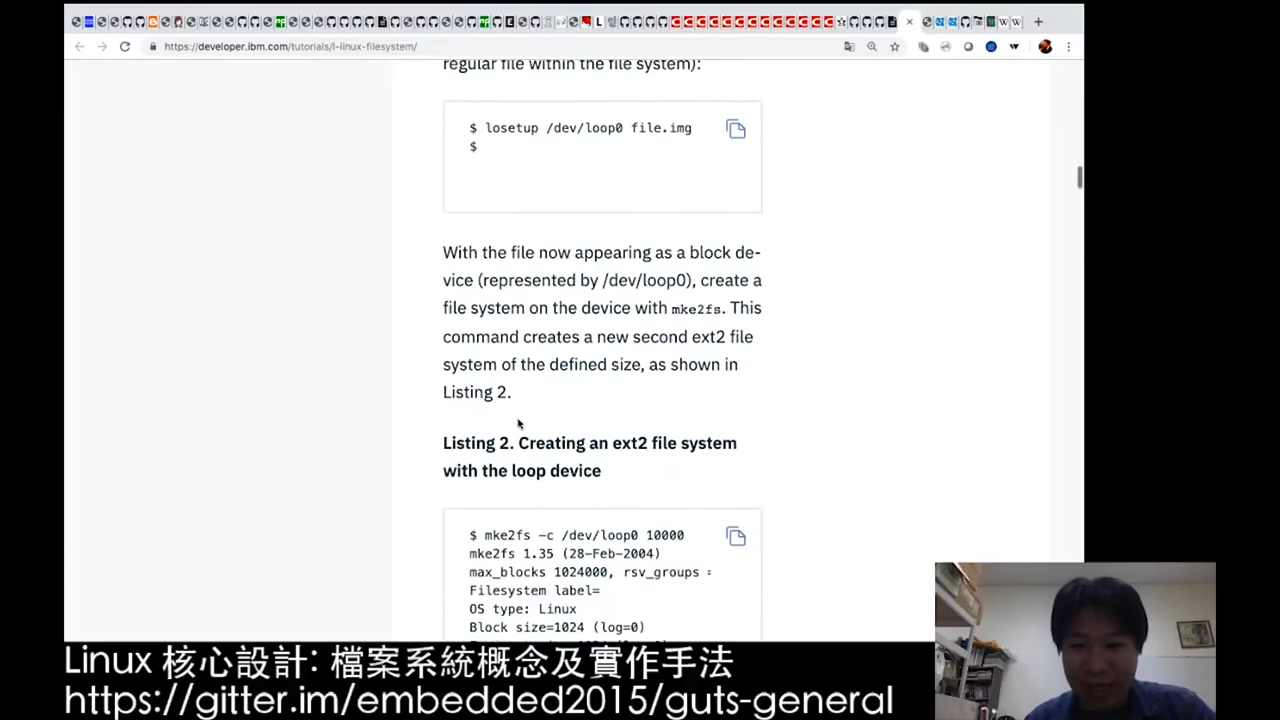 https://developer.ibm.com/tutorials/l-linux-filesystem/
regular file within the file system):
$ losetup /dev/loop0 file.img
$
With the file now appearing as a block de-
vice (represented by /dev/loop0), create a
file system on the device with mke2fs. This
command creates a new second ext2 file
system of the defined size, as shown in
Listing 2.
Listing 2. Creating an ext2 file system
with the loop device
$ mke2fs -c /dev/loop0 10000
mke2fs 1.35 (28-Feb-2004)
max_blocks 1024000, rsv_groups =
Filesystem label=
OS type: Linux
Block size=1024 (log=0)
Linux 核心設計: 檔案系統概念及實作手法
https://gitter.im/embedded2015/guts-general